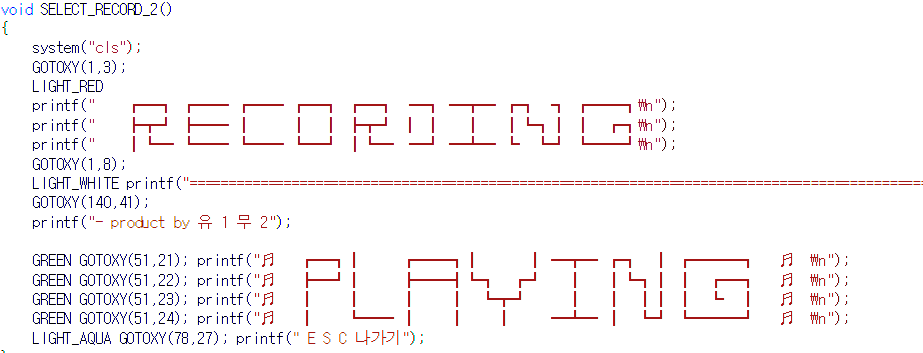 void SELECT_RECORD_2()
{
system("cls");
GOTOXY(1,3);
LIGHT_RED
printf(" ₩n");
printf(" RECORDING ₩n");
printf(" ₩n");
GOTOXY(1,8);
LIGHT_WHITE printf("==========================================================================================
GOTOXY(140,41);
printf("- product by 유 1 무 2");
GREEN GOTOXY(51,21); printf("♬ ♬ ₩n");
GREEN GOTOXY(51,22); printf("♬ PLAYING ♬ ₩n");
GREEN GOTOXY(51,23); printf("♬ ♬ ₩n");
GREEN GOTOXY(51,24); printf("♬ ♬ ₩n");
LIGHT_AQUA GOTOXY(78,27); printf(" E S C 나가기");